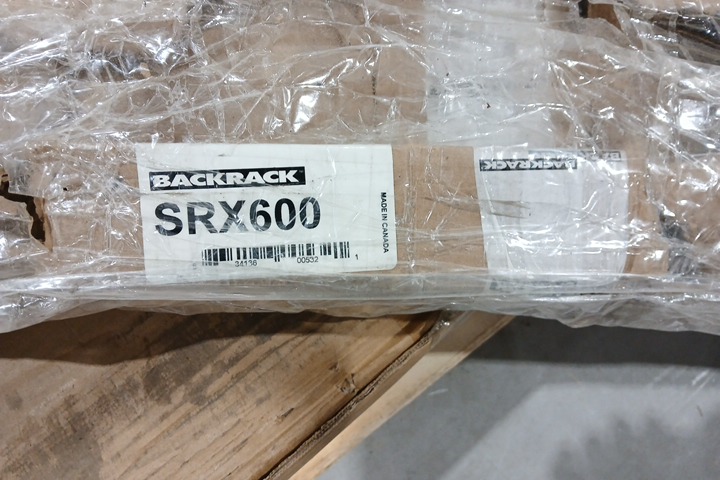 BACKRACK
SRX600
MADE IN CANADA
34136 00532 1
BACKRACK